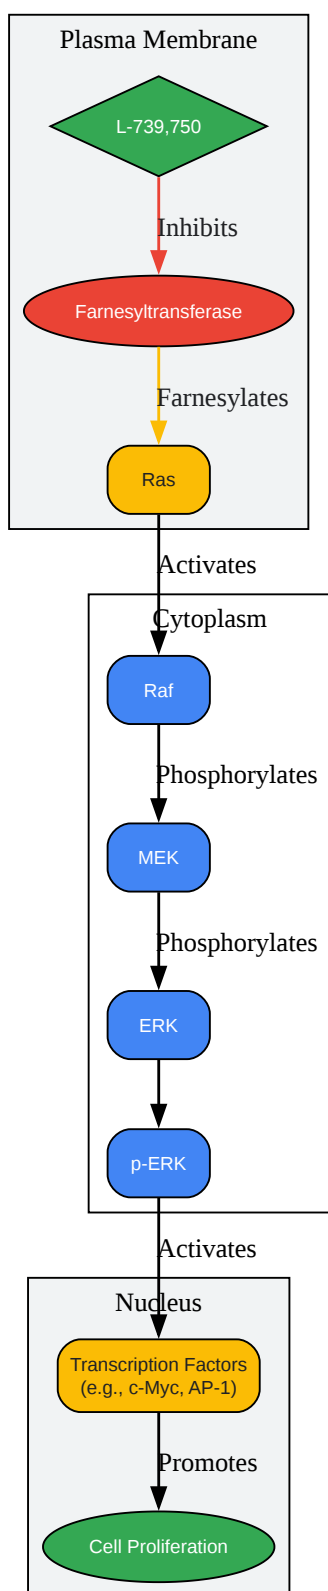 Plasma Membrane
L-739,750
Inhibits
Farnesyltransferase
Farnesylates
Ras
Activates
Cytoplasm
Raf
Phosphorylates
MEK
Phosphorylates
ERK
p-ERK
Activates
Nucleus
Transcription Factors
(e.g., c-Myc, AP-1)
Promotes
Cell Proliferation